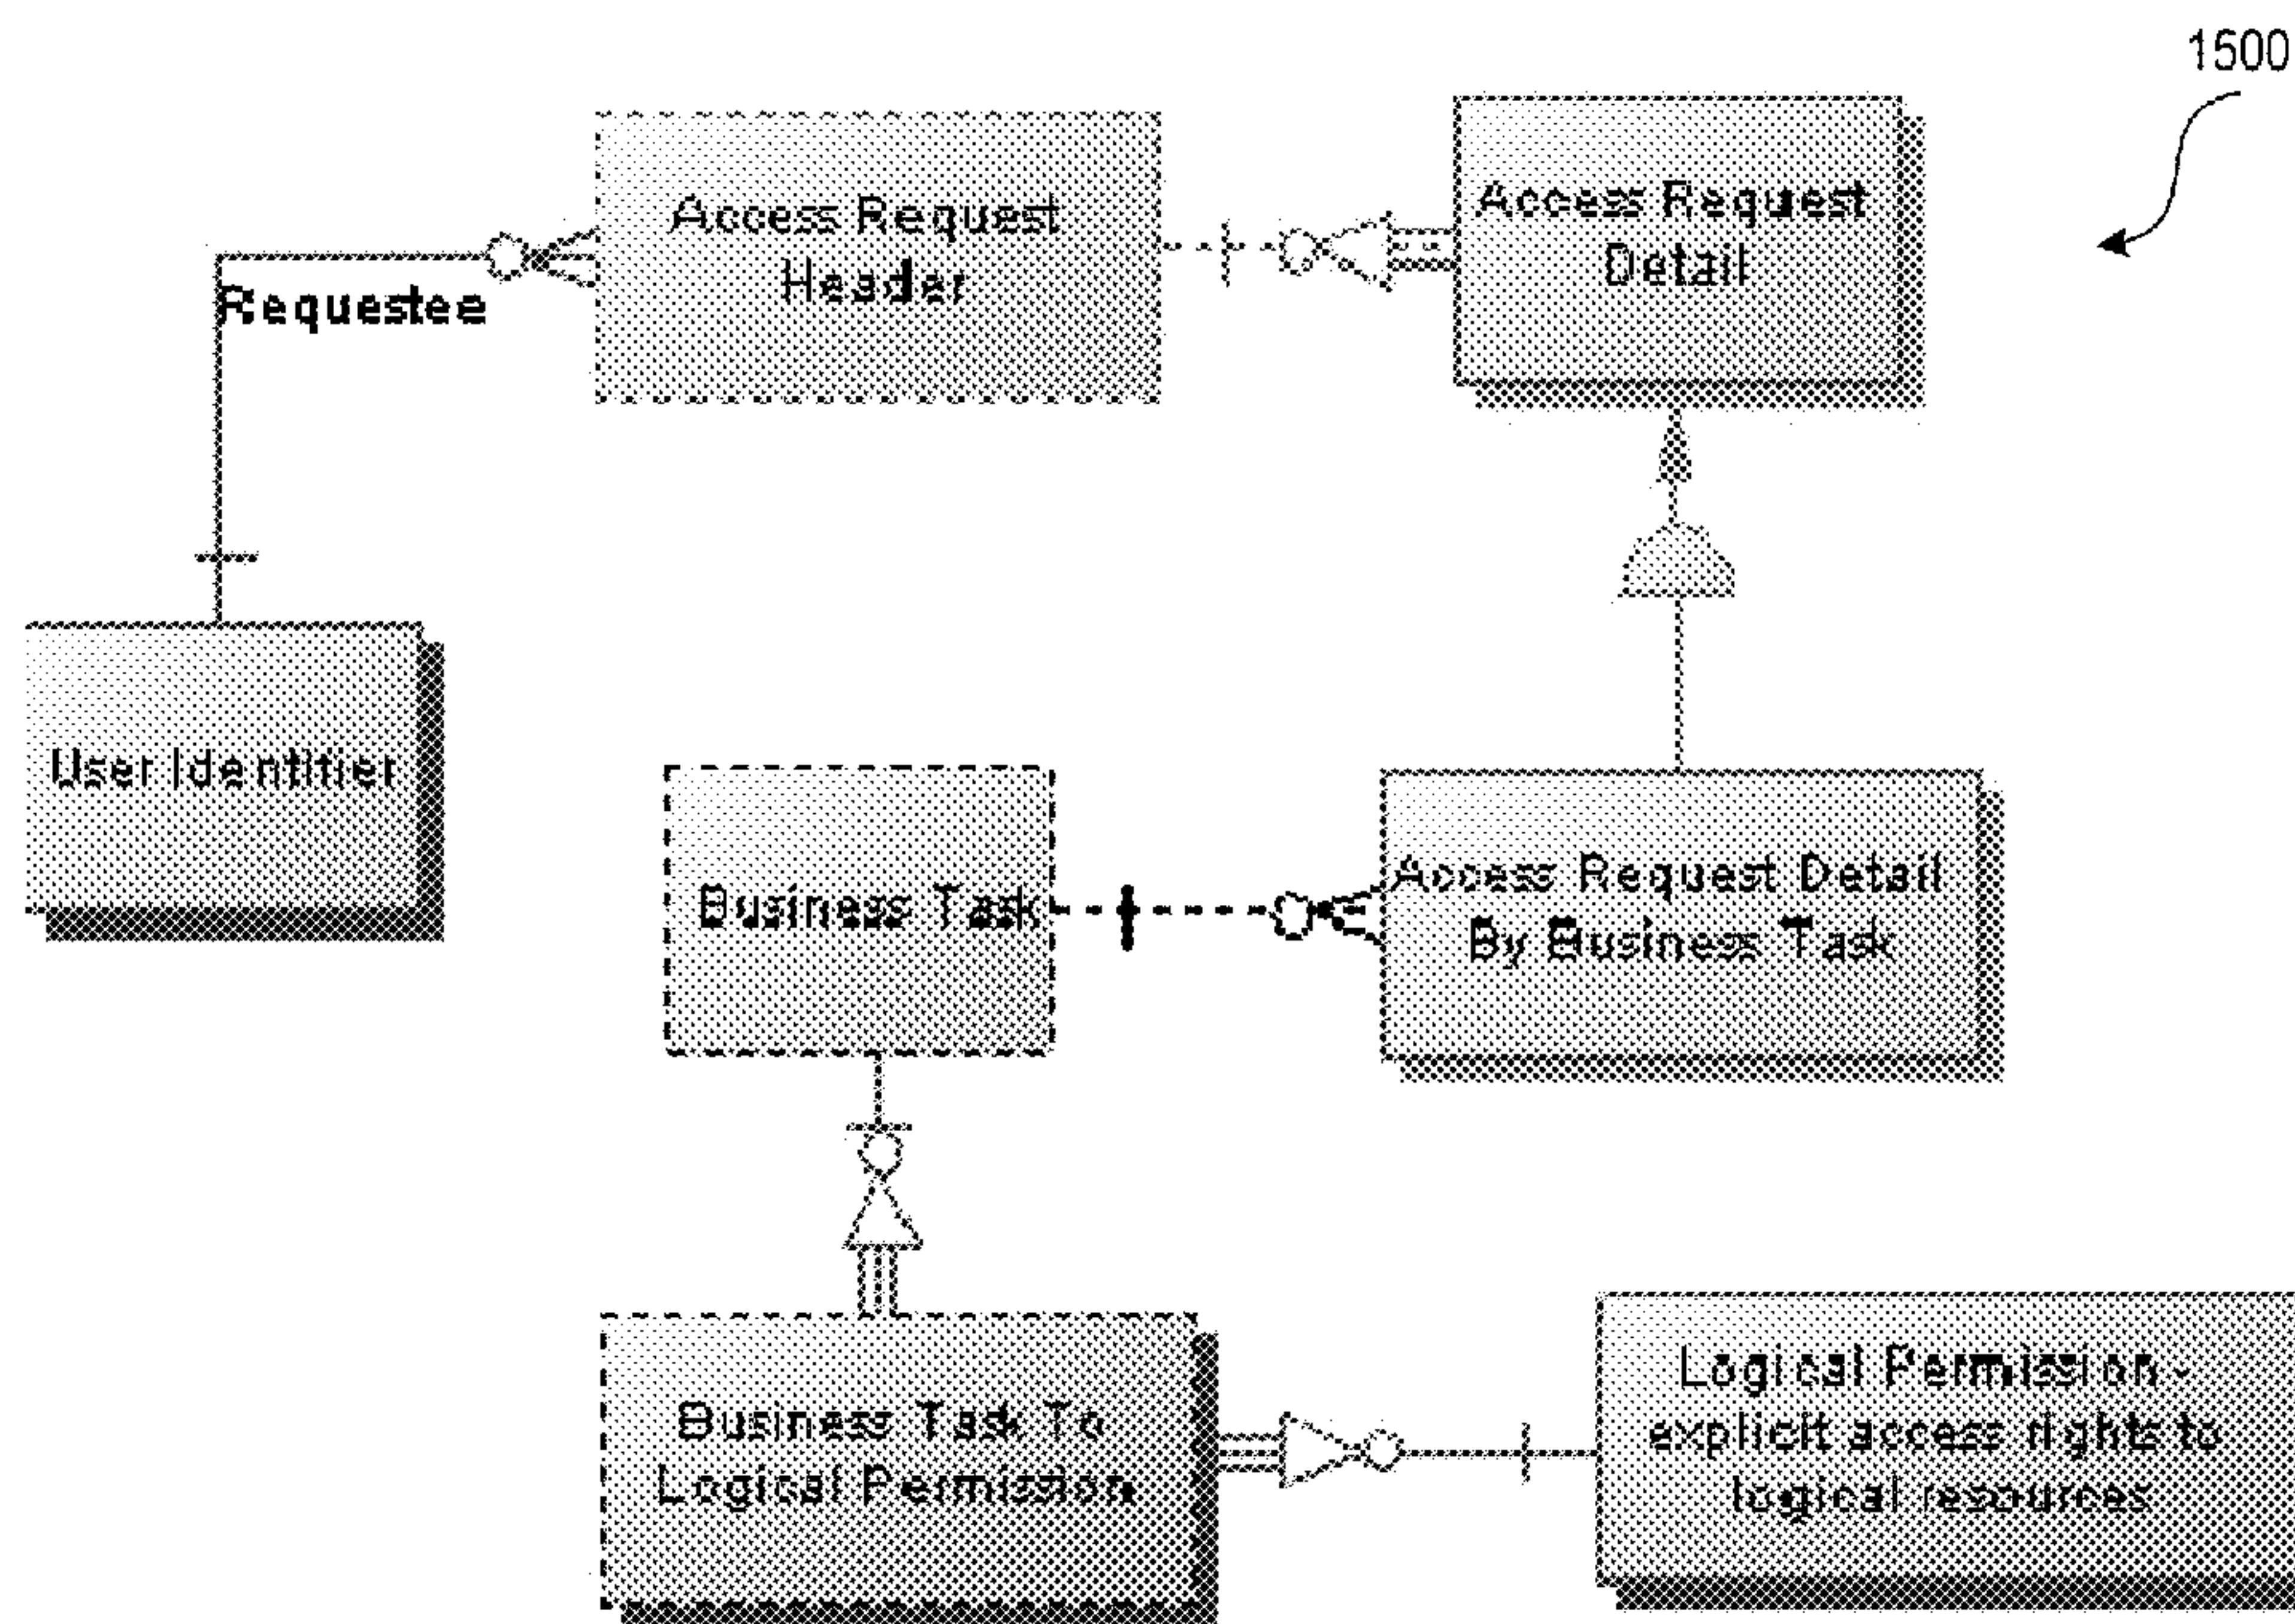 1500
Access Request
Header
Access Request
Detail
Requestee
User Identifier
Business Task
Access Request Detail
By Business Task
Business Task To
Logical Permission
Logical Permission -
explicit access rights to
logical resources